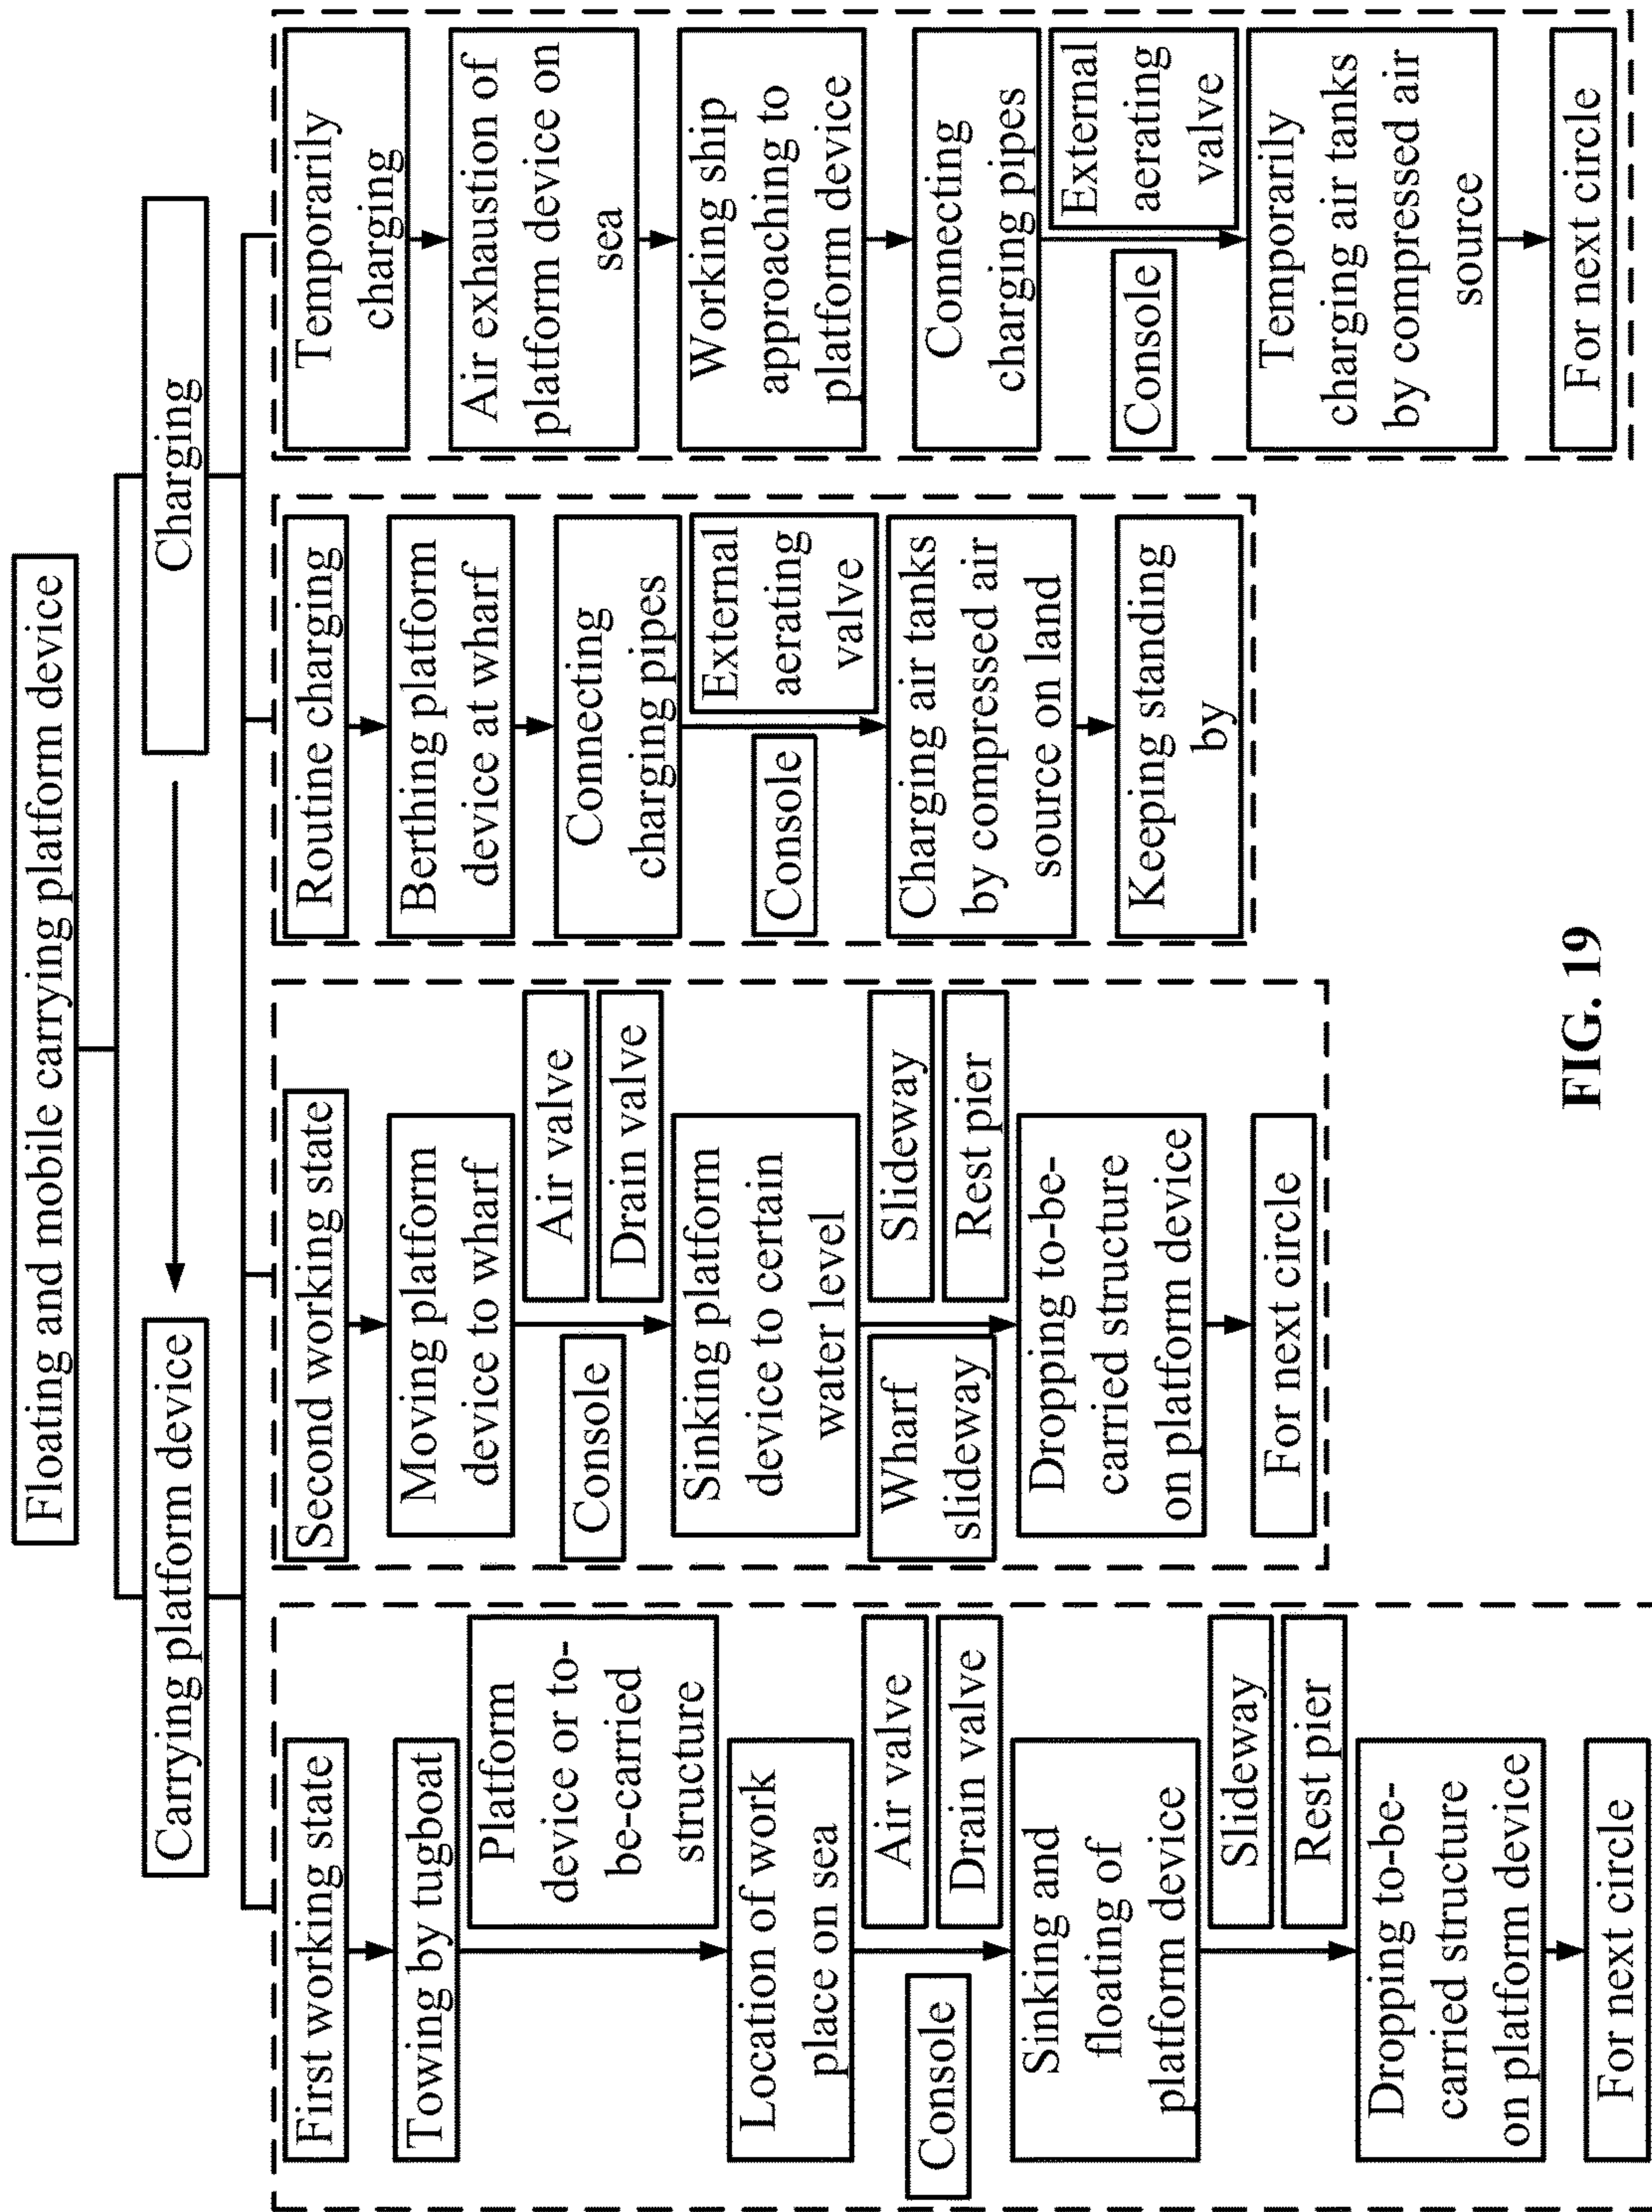 Floating and mobile carrying platform device
Carrying platform device
Charging
First working state
Towing by tugboat
Platform
device or to-
be-carried
structure
Location of work
place on sea
Console
Air valve
Drain valve
Sinking and
floating of
platform device
Slideway
Rest pier
Dropping to-be-
carried structure
on platform device
For next circle
Second working state
Moving platform
device to wharf
Console
Air valve
Drain valve
Sinking platform
device to certain
water level
Wharf
slideway
Slideway
Rest pier
Dropping to-be-
carried structure
on platform device
For next circle
Routine charging
Berthing platform
device at wharf
Connecting
charging pipes
Console
External
aerating
valve
Charging air tanks
by compressed air
source on land
Keeping standing
by
Temporarily
charging
Air exhaustion of
platform device on
sea
Working ship
approaching to
platform device
Connecting
charging pipes
Console
External
aerating
valve
Temporarily
charging air tanks
by compressed air
source
For next circle
FIG. 19